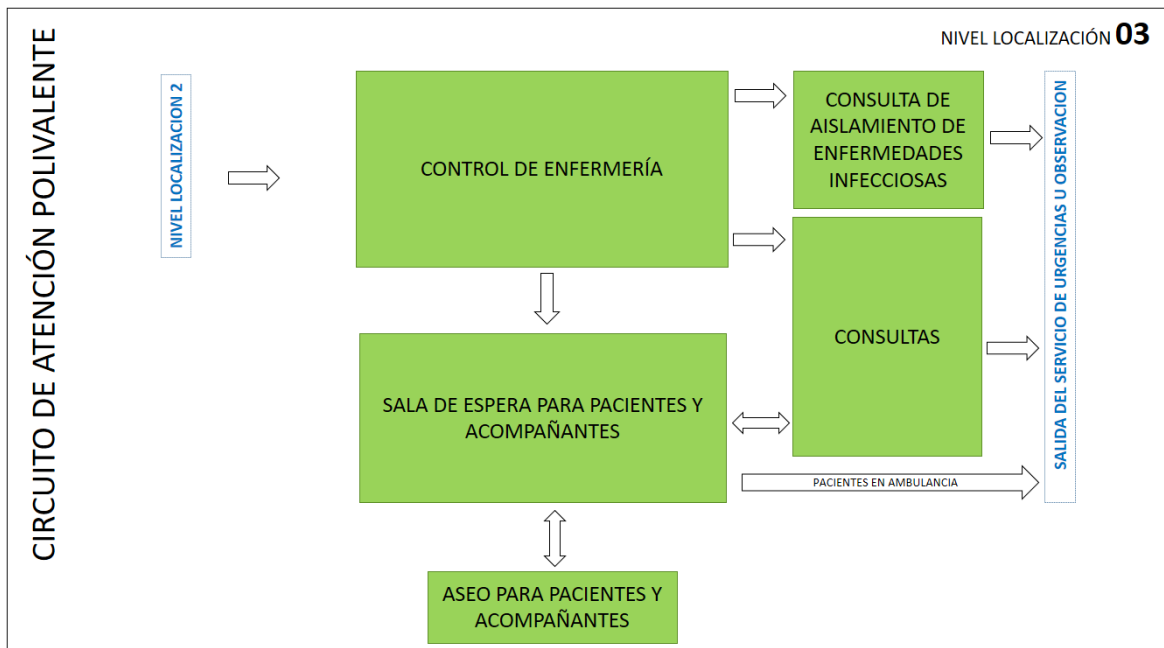 CIRCUITO DE ATENCIÓN POLIVALENTE
NIVEL LOCALIZACIÓN 03
NIVEL LOCALIZACION 2
CONTROL DE ENFERMERÍA
CONSULTA DE
AISLAMIENTO DE
ENFERMEDADES
INFECCIOSAS
CONSULTAS
SALA DE ESPERA PARA PACIENTES Y
ACOMPAÑANTES
PACIENTES EN AMBULANCIA
SALIDA DEL SERVICIO DE URGENCIAS U OBSERVACION
ASEO PARA PACIENTES Y
ACOMPAÑANTES